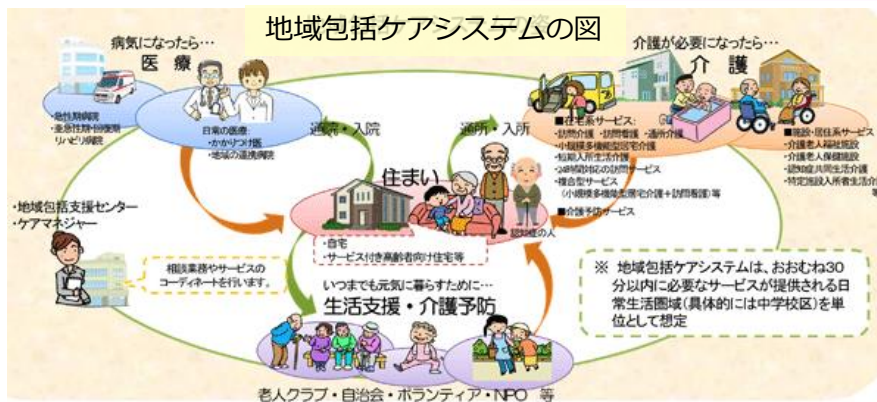 地域包括ケアシステムの図
病気になったら…
医療
・急性期病院
・亜急性期・回復期
リハビリ病院
日常の医療:
・かかりつけ医
・地域の連携病院
通院・入院
通所・入所
介護が必要になったら…
介護
■在宅系サービス:
・訪問介護 ・訪問看護 ・通所介護
・小規模多機能型居宅介護
・短期入所生活介護
・24時間対応の訪問サービス
・複合型サービス
(小規模多機能型居宅介護+訪問看護)等
■介護予防サービス
■施設・居住系サービス
・介護老人福祉施設
・介護老人保健施設
・認知症共同生活介護
・特定施設入所者生活介護
等
住まい
認知症の人
・自宅
・サービス付き高齢者向け住宅等
・地域包括支援センター
・ケアマネジャー
相談業務やサービスの
コーディネートを行います。
いつまでも元気に暮らすために…
生活支援・介護予防
老人クラブ・自治会・ボランティア・NPO 等
※ 地域包括ケアシステムは、おおむね30
分以内に必要なサービスが提供される日
常生活圏域(具体的には中学校区)を単
位として想定